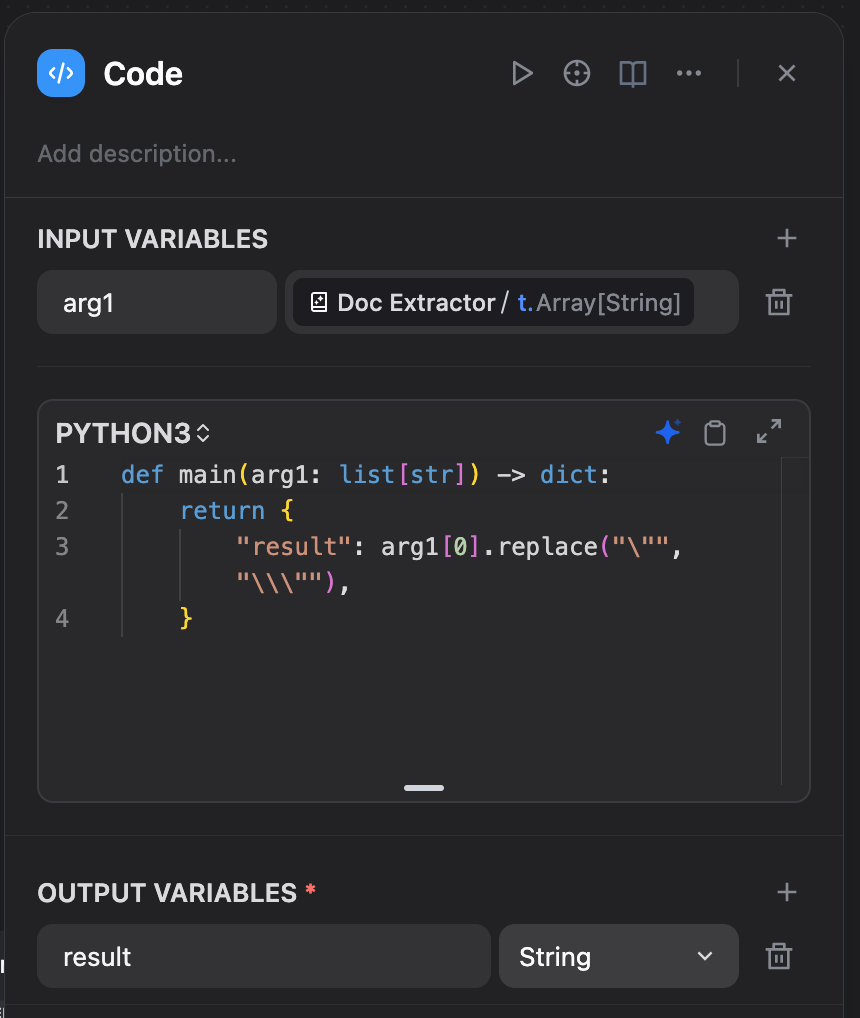 Code
Add description...
INPUT VARIABLES
arg1
Doc Extractor / t.Array[String]
PYTHON3
1 def main(arg1: list[str]) -> dict:
2 return {
3 "result": arg1[0].replace("\"",
"\\\""),
4 }
OUTPUT VARIABLES *
result
String